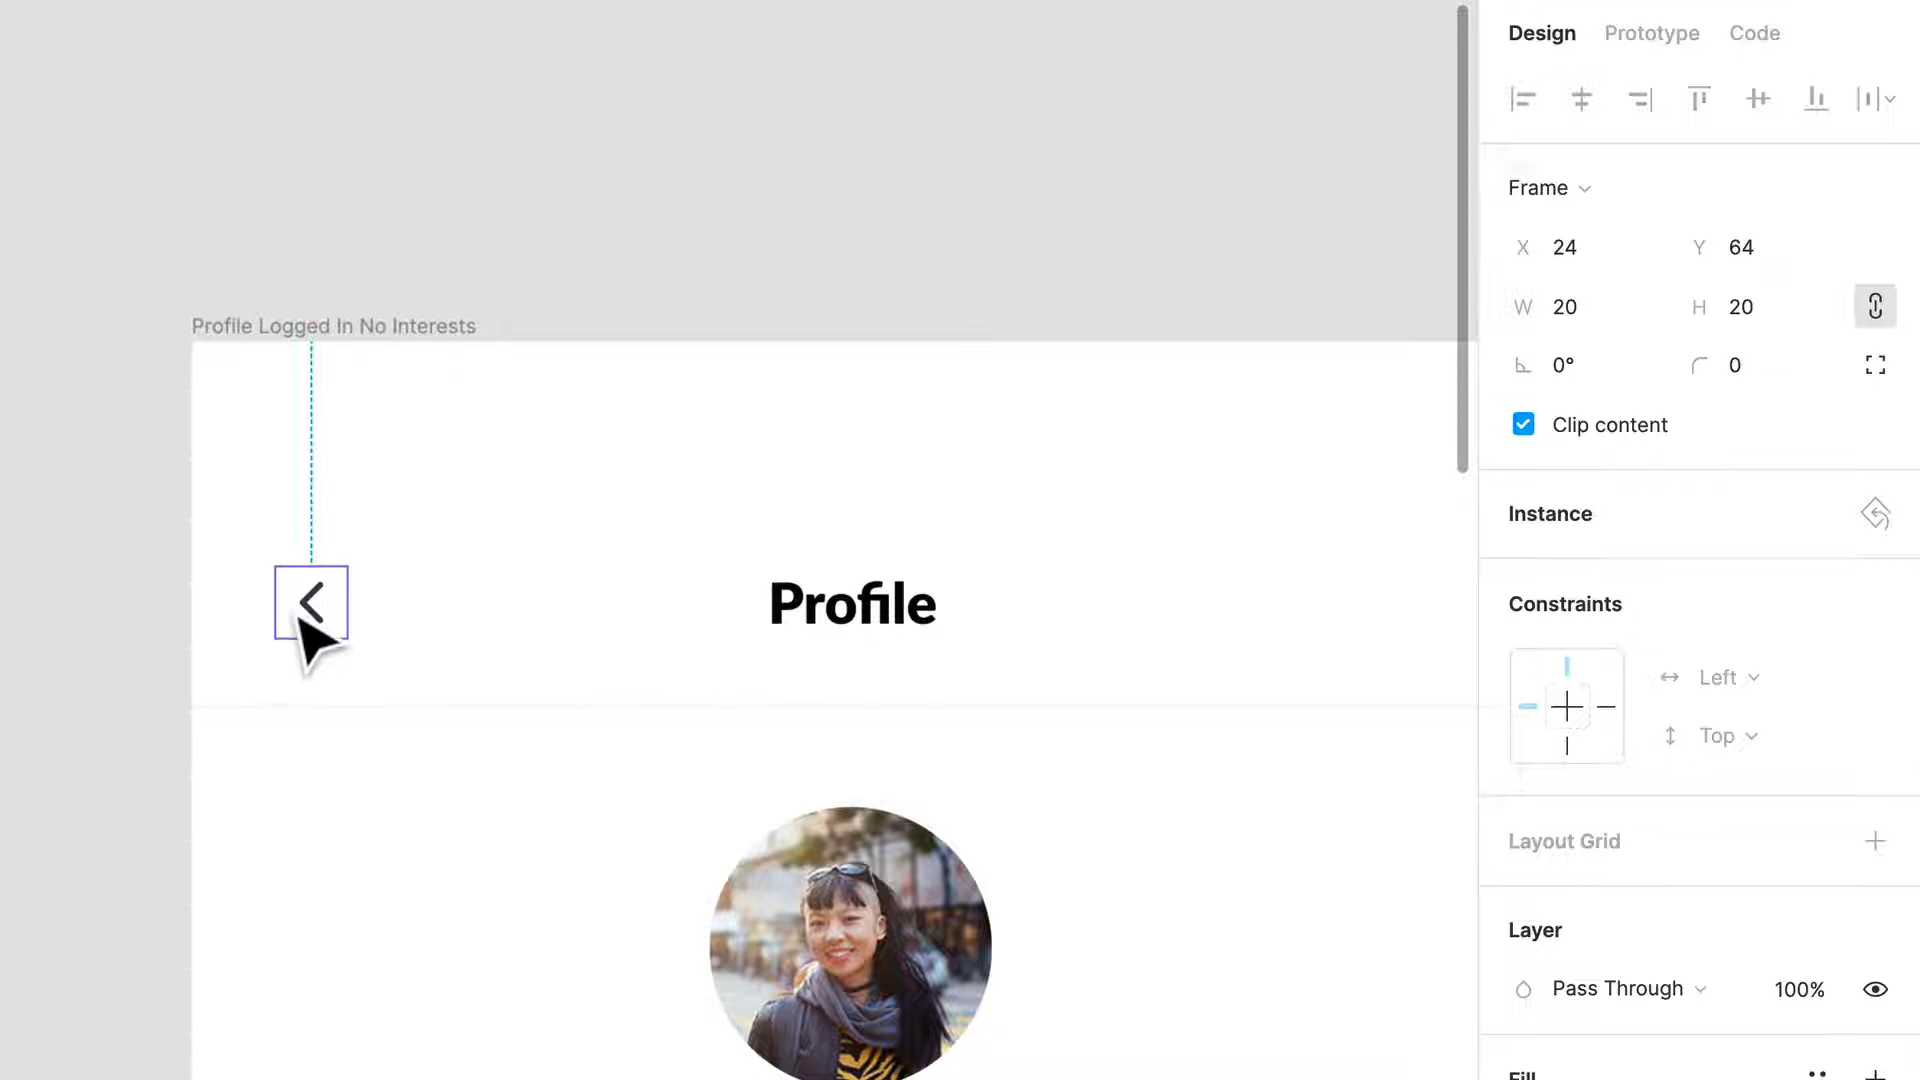 Design Prototype Code
Frame
X 24 Y 64
W 20 H 20
0° 0
Clip content
Instance
Constraints
Left
Top
Layout Grid
Layer
Pass Through 100%
Fill
Profile Logged In No Interests
Profile